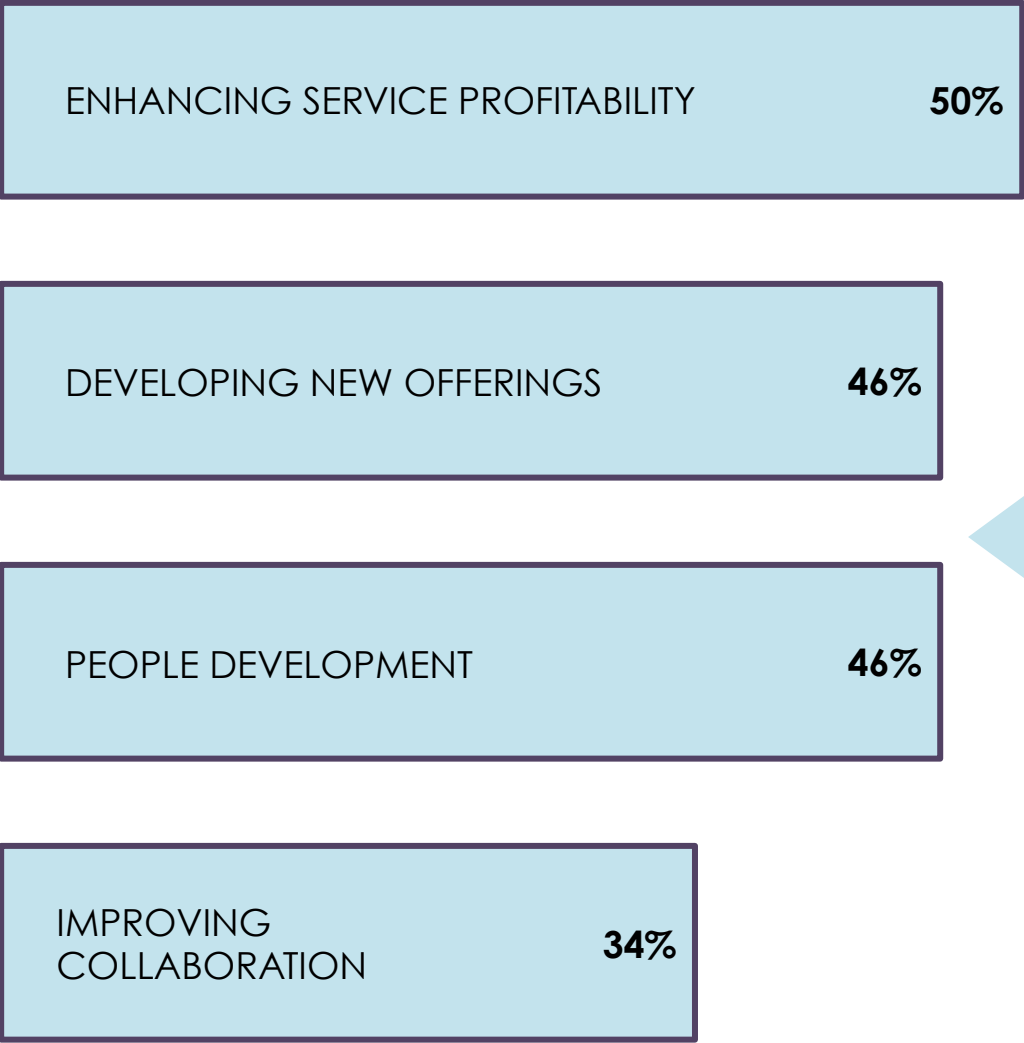 ENHANCING SERVICE PROFITABILITY 50%
DEVELOPING NEW OFFERINGS 46%
PEOPLE DEVELOPMENT 46%
IMPROVING
COLLABORATION 34%